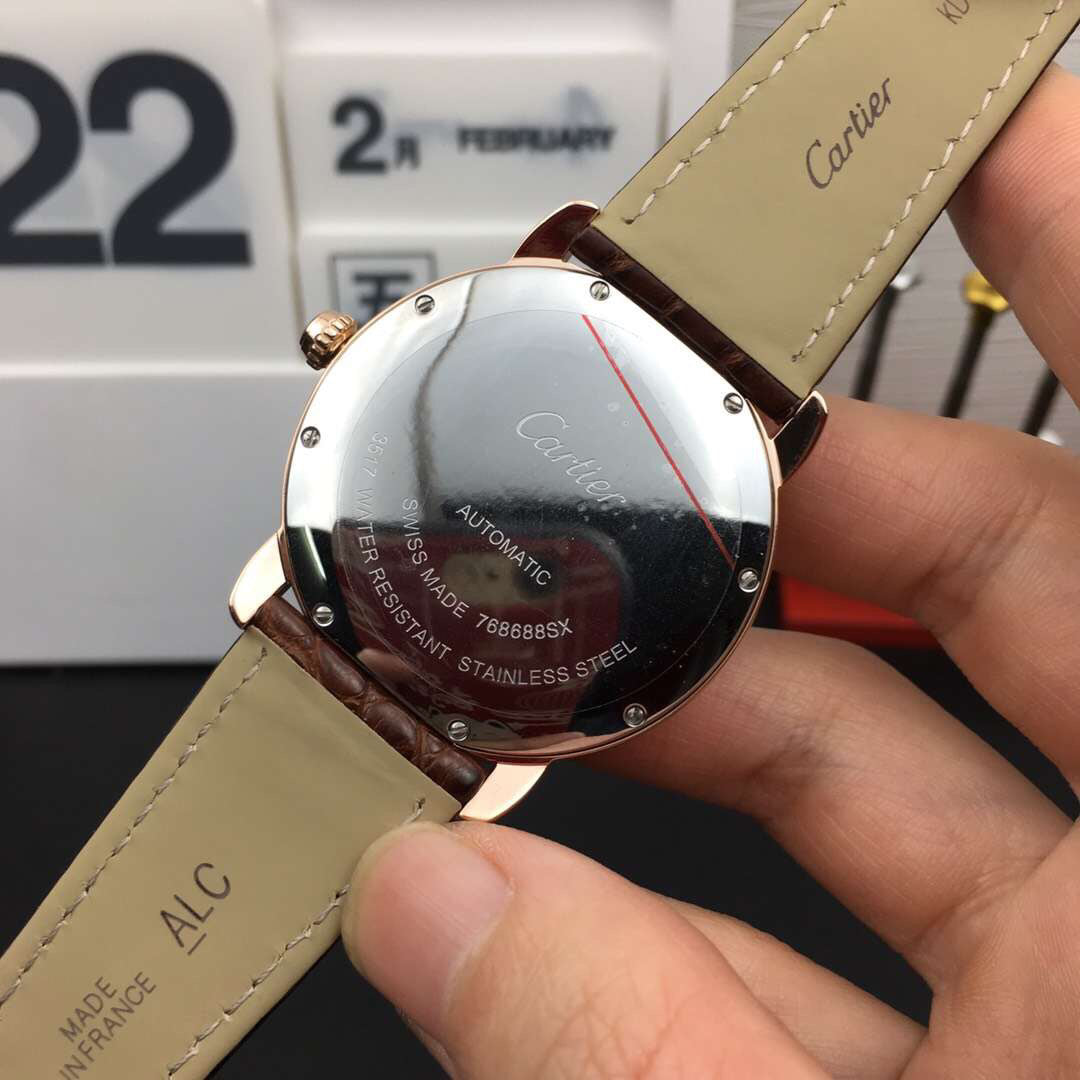 22
2月 FEBRUARY
五
Cartier
Cartier
AUTOMATIC
SWISS MADE 768688SX
3517 WATER RESISTANT STAINLESS STEEL
ALC
MADE
IN FRANCE